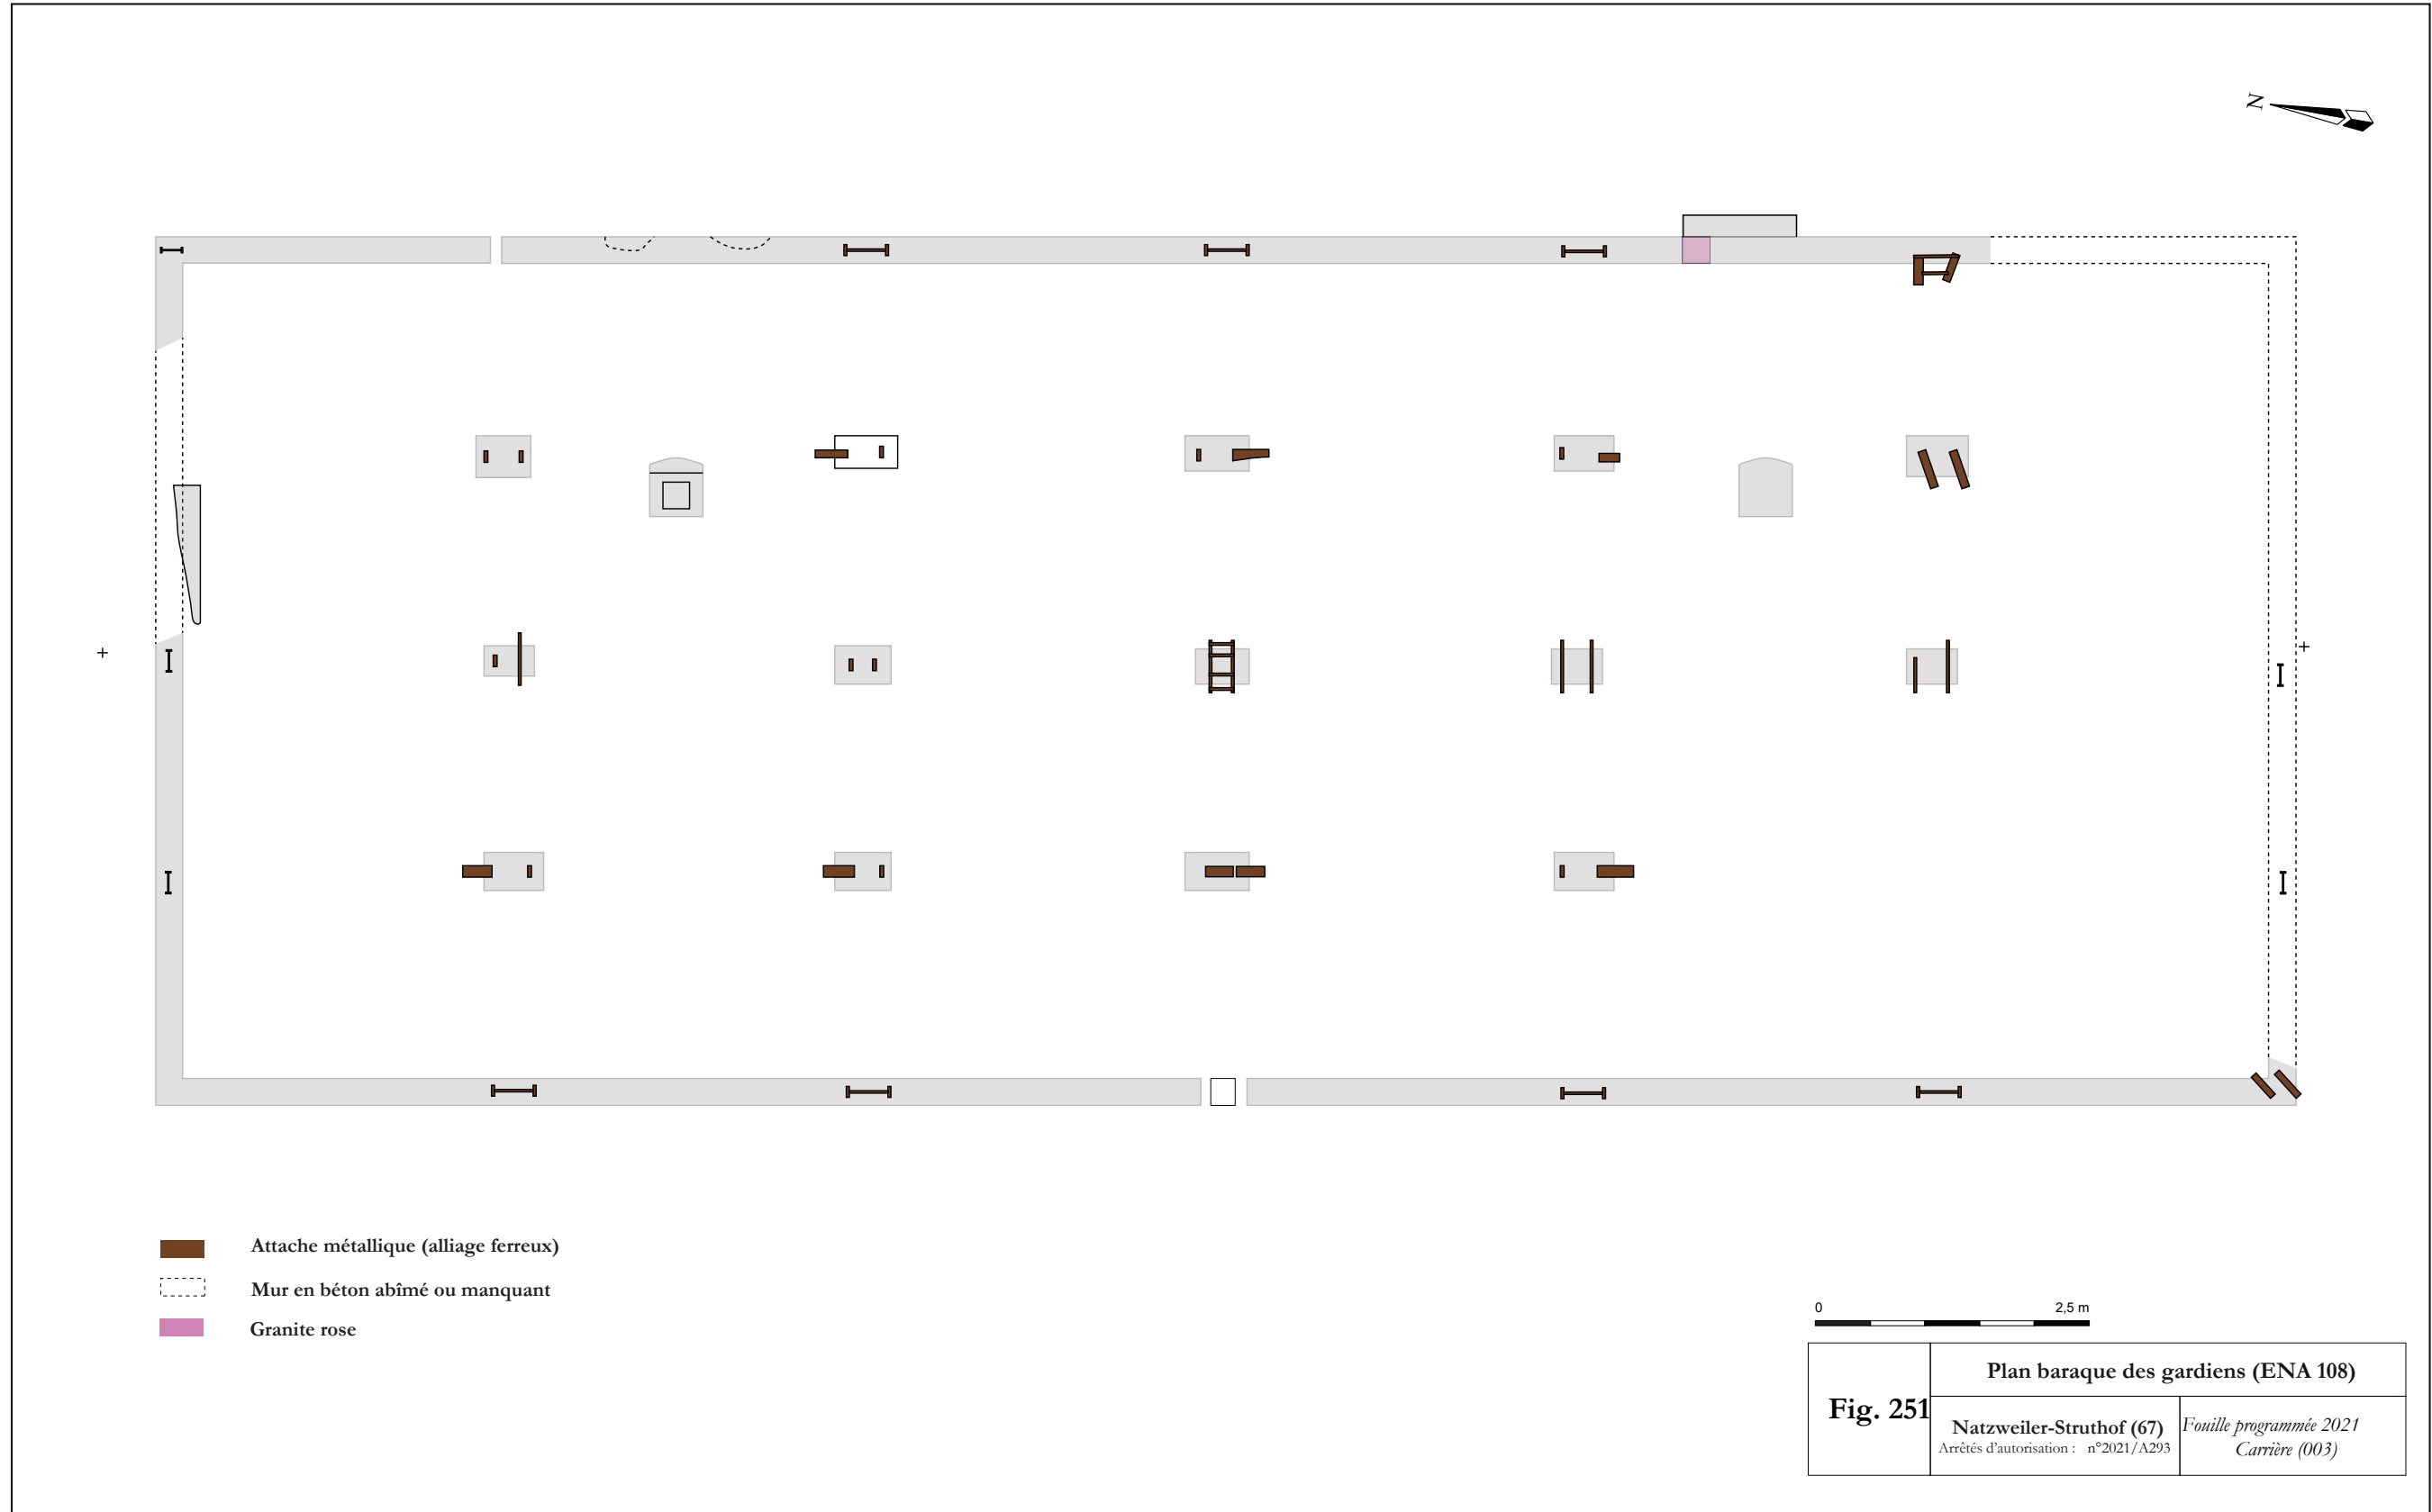 N
Attache métallique (alliage ferreux)
Mur en béton abîmé ou manquant
Granite rose
0 2,5 m
Fig. 251
Plan baraque des gardiens (ENA 108)
Natzweiler-Struthof (67)
Arrêtés d'autorisation : n°2021/A293
Fouille programmée 2021
Carrière (003)